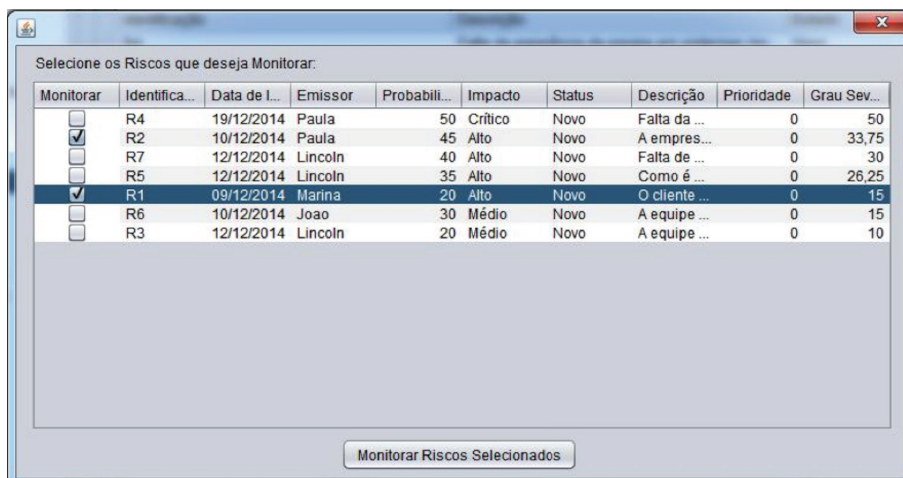 Selecione os Riscos que deseja Monitorar:
Monitorar Identifica... Data de I... Emissor Probabili... Impacto Status Descrição Prioridade Grau Sev...
R4 19/12/2014 Paula 50 Crítico Novo Falta da ... 0 50
R2 10/12/2014 Paula 45 Alto Novo A empres... 0 33,75
R7 12/12/2014 Lincoln 40 Alto Novo Falta de ... 0 30
R5 12/12/2014 Lincoln 35 Alto Novo Como é ... 0 26,25
R1 09/12/2014 Marina 20 Alto Novo O cliente ... 0 15
R6 10/12/2014 Joao 30 Médio Novo A equipe ... 0 15
R3 12/12/2014 Lincoln 20 Médio Novo A equipe ... 0 10
Monitorar Riscos Selecionados